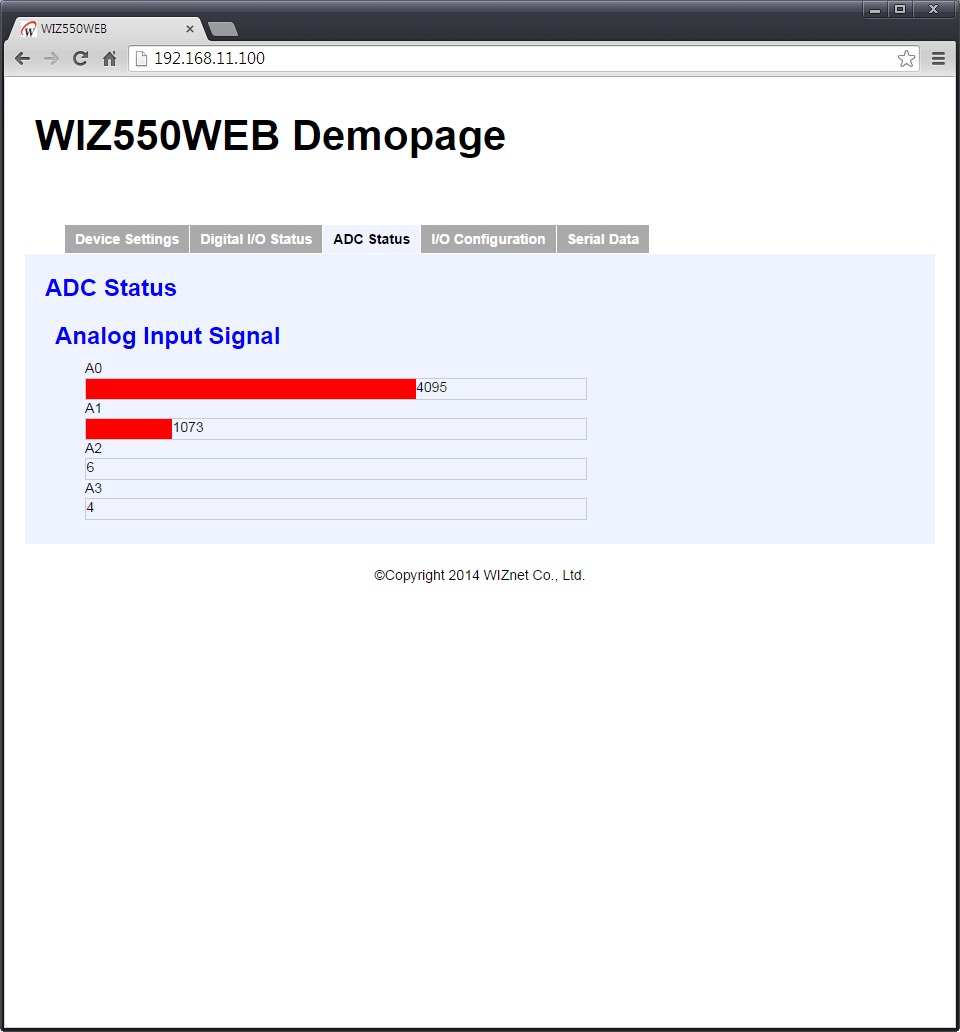 WIZ550WEB
192.168.11.100
WIZ550WEB Demopage
Device Settings Digital I/O Status ADC Status I/O Configuration Serial Data
ADC Status
Analog Input Signal
A0
4095
A1
1073
A2
6
A3
4
©Copyright 2014 WIZnet Co., Ltd.